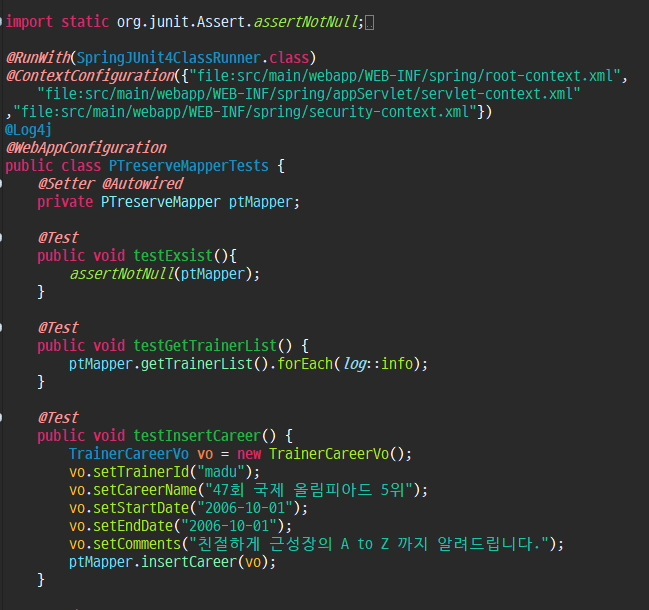 import static org.junit.Assert.assertNotNull;
@RunWith(SpringJUnit4ClassRunner.class)
@ContextConfiguration({"file:src/main/webapp/WEB-INF/spring/root-context.xml",
"file:src/main/webapp/WEB-INF/spring/appServlet/servlet-context.xml"
,"file:src/main/webapp/WEB-INF/spring/security-context.xml"})
@Log4j
@WebAppConfiguration
public class PTreserveMapperTests {
@Setter @Autowired
private PTreserveMapper ptMapper;
@Test
public void testExsist(){
assertNotNull(ptMapper);
}
@Test
public void testGetTrainerList() {
ptMapper.getTrainerList().forEach(log::info);
}
@Test
public void testInsertCareer() {
TrainerCareerVo vo = new TrainerCareerVo();
vo.setTrainerId("madu");
vo.setCareerName("47회 국제 올림피아드 5위");
vo.setStartDate("2006-10-01");
vo.setEndDate("2006-10-01");
vo.setComments("친절하게 근성장의 A to Z 까지 알려드립니다.");
ptMapper.insertCareer(vo);
}